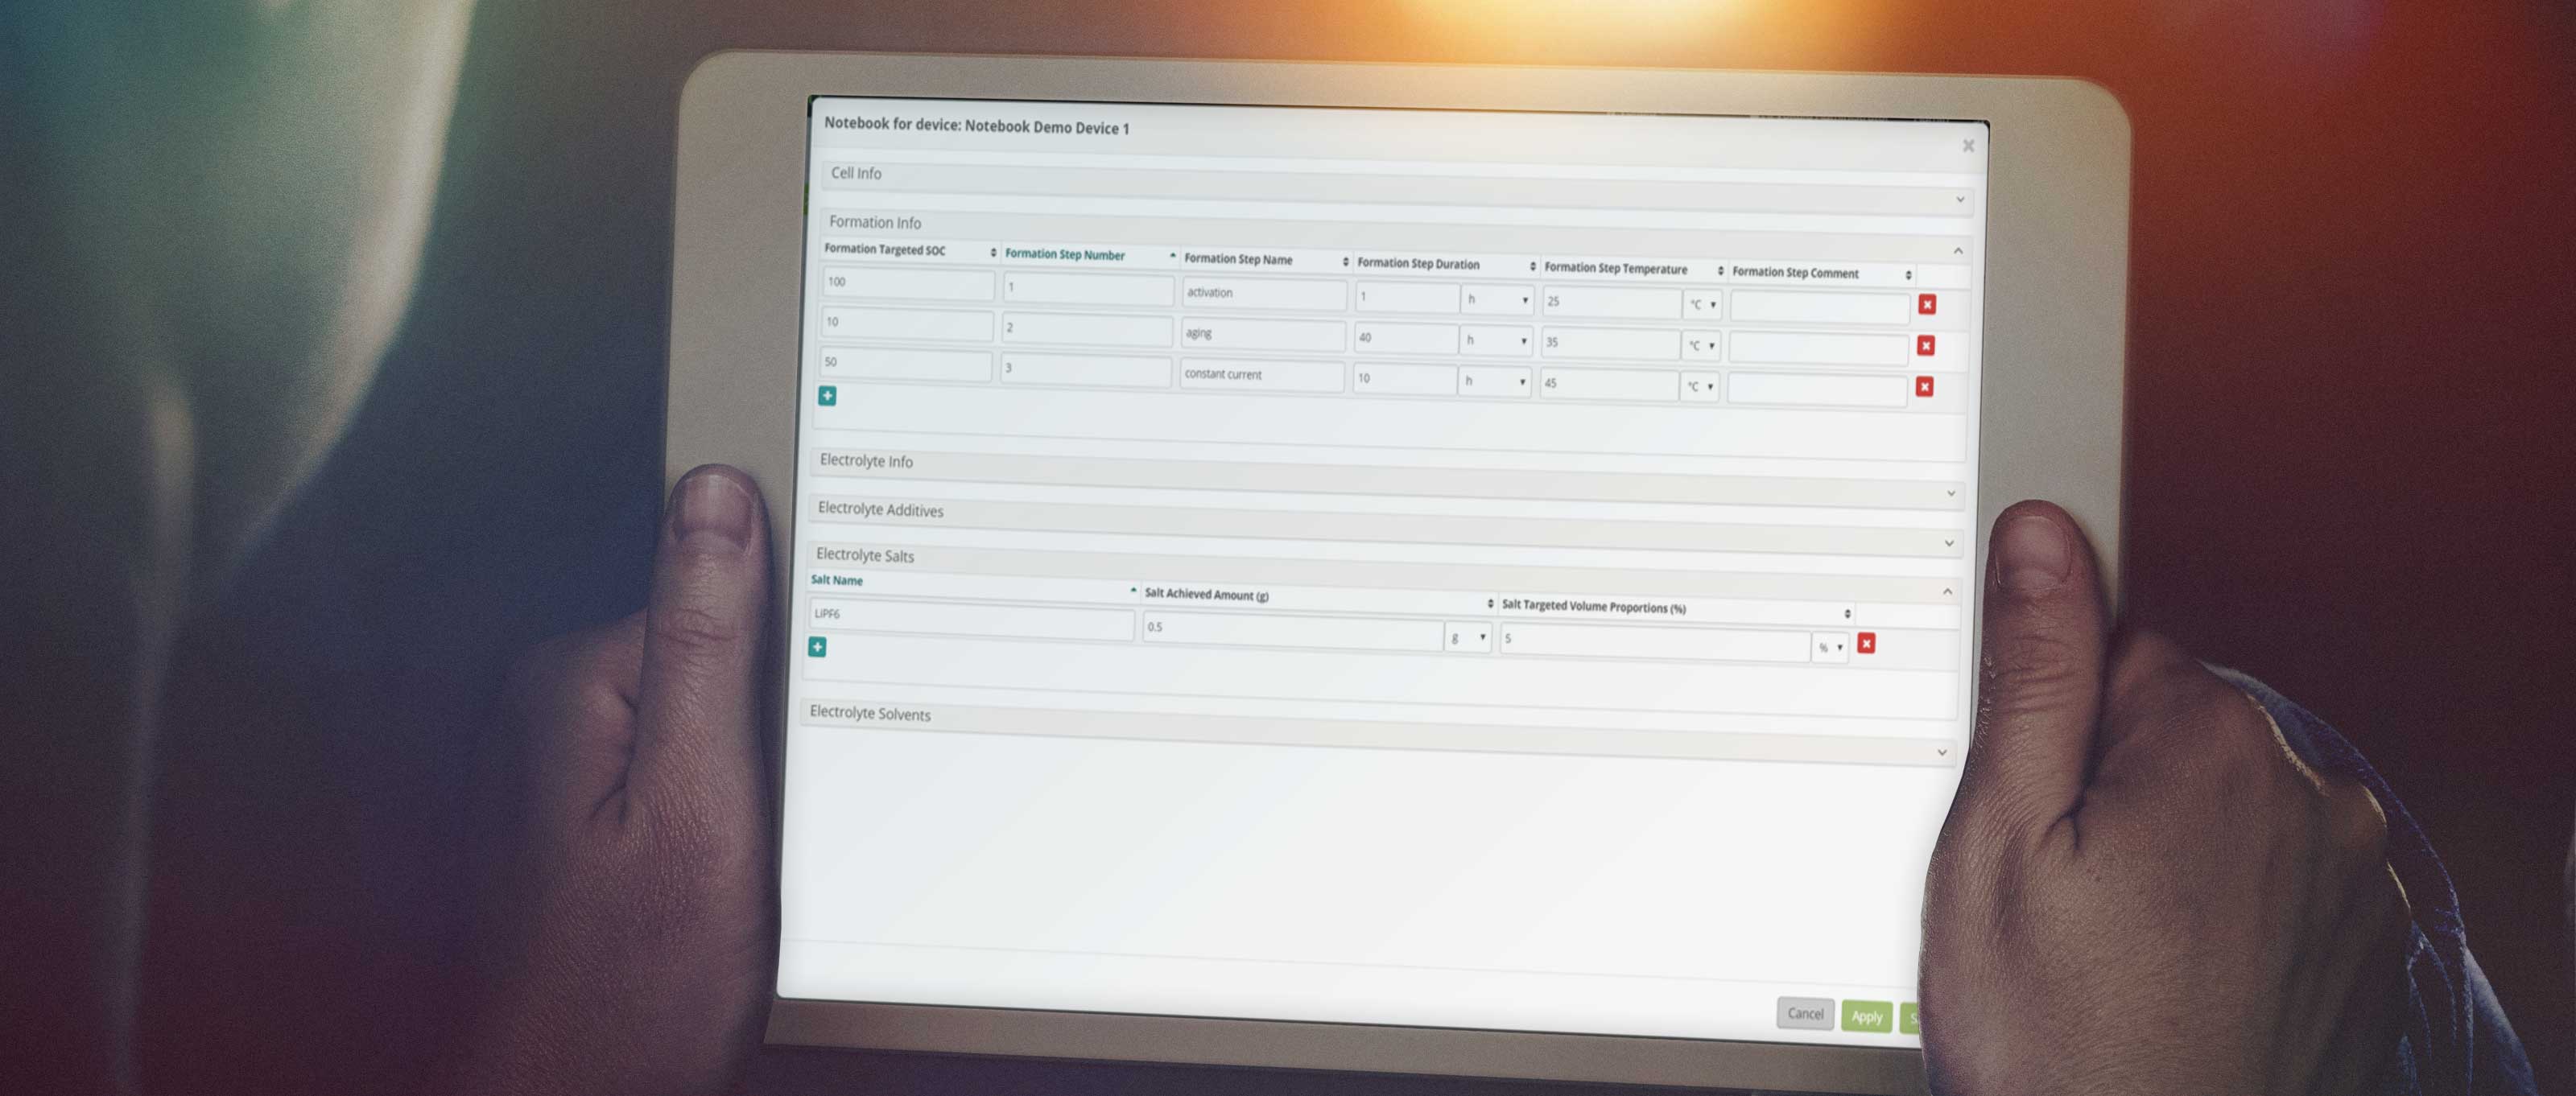 Notebook for device: Notebook Demo Device 1
Cell Info
Formation Info
Formation Targeted SOC Formation Step Number Formation Step Name Formation Step Duration Formation Step Temperature Formation Step Comment
100 1 activation 1 h 25 °C
10 2 aging 40 h 35 °C
50 3 constant current 10 h 45 °C
Electrolyte Info
Electrolyte Additives
Electrolyte Salts
Salt Name Salt Achieved Amount (g) Salt Targeted Volume Proportions (%)
LiPF6 0.5 g 5 %
Electrolyte Solvents
Cancel Apply